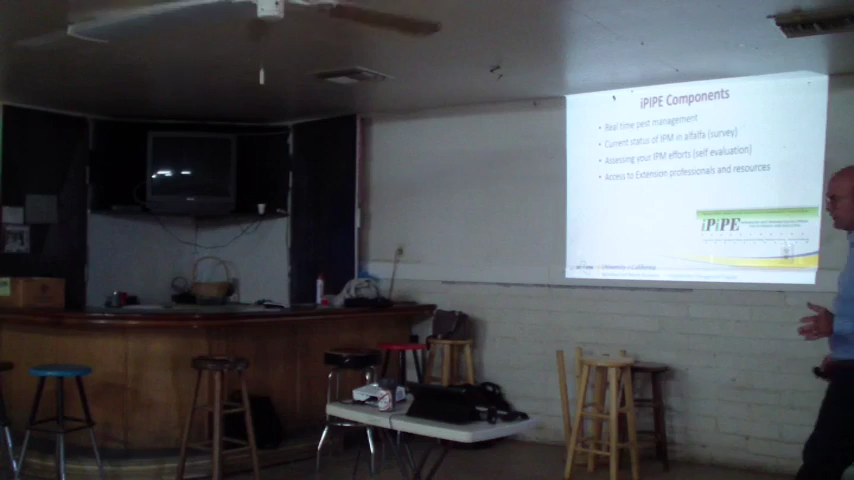 iPIPE Components
• Real time pest management
• Current status of IPM in alfalfa (survey)
• Assessing your IPM efforts (self evaluation)
• Access to Extension professionals and resources
iPiPE
University of California